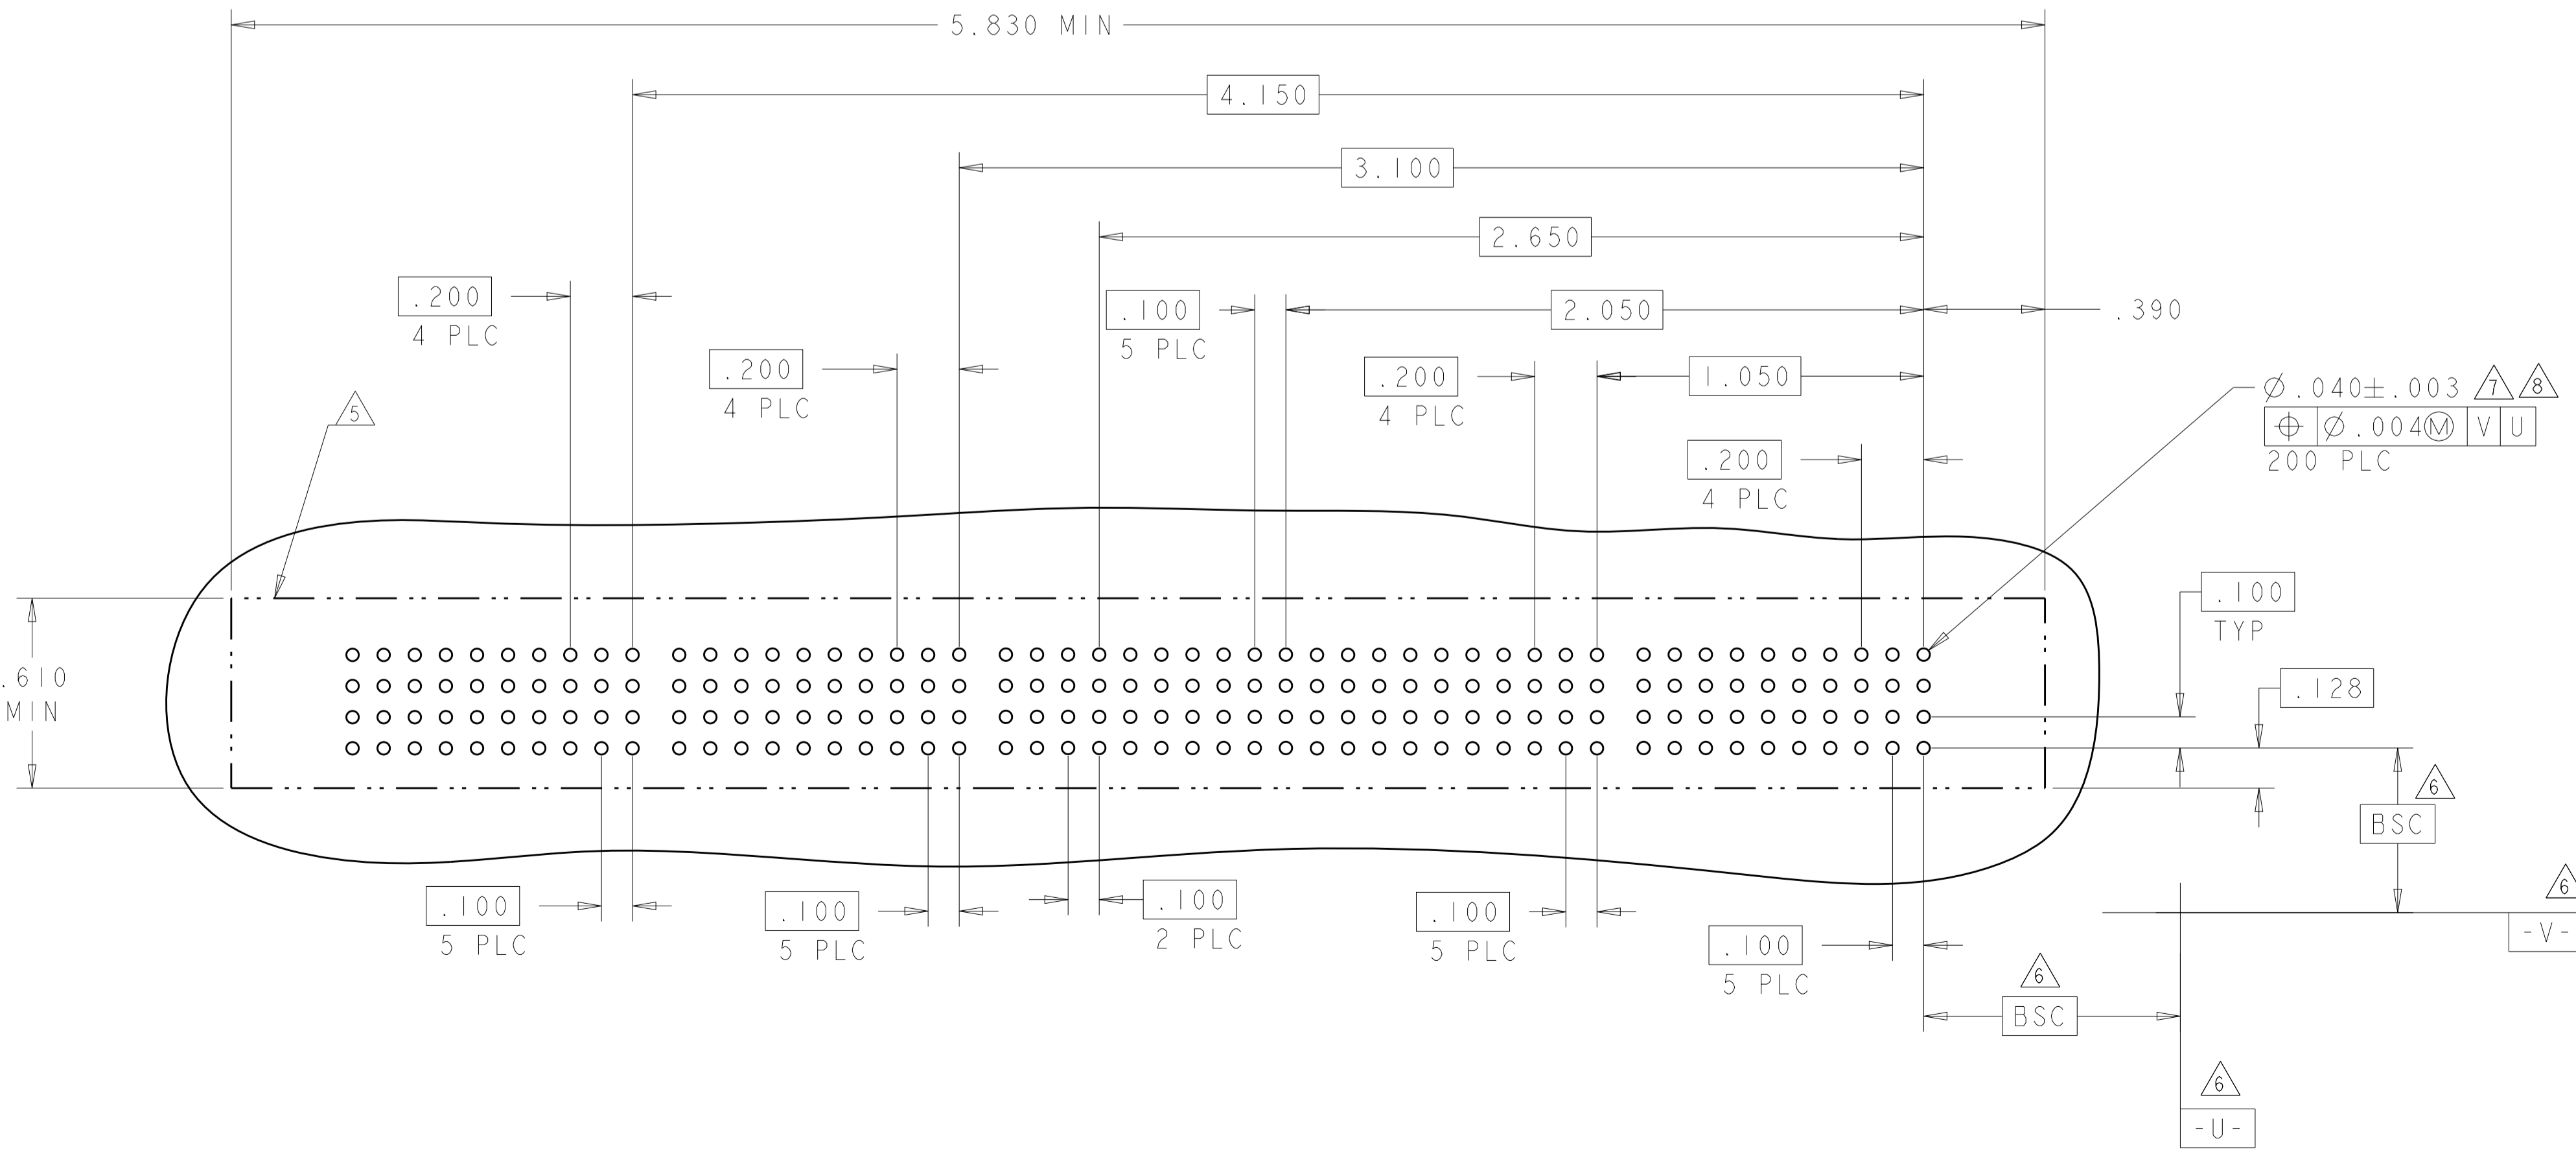 5.830 MIN
4.150
3.100
2.650
.200
4 PLC
.100
5 PLC
2.050
.390
.200
4 PLC
.200
4 PLC
1.050
5
⌀.040±.003 7 8
⌖ ⌀.004Ⓜ V U
200 PLC
.200
4 PLC
.100
TYP
.610
MIN
.128
6
BSC
.100
5 PLC
.100
5 PLC
.100
2 PLC
.100
5 PLC
.100
5 PLC
6
-V-
6
BSC
6
-U-